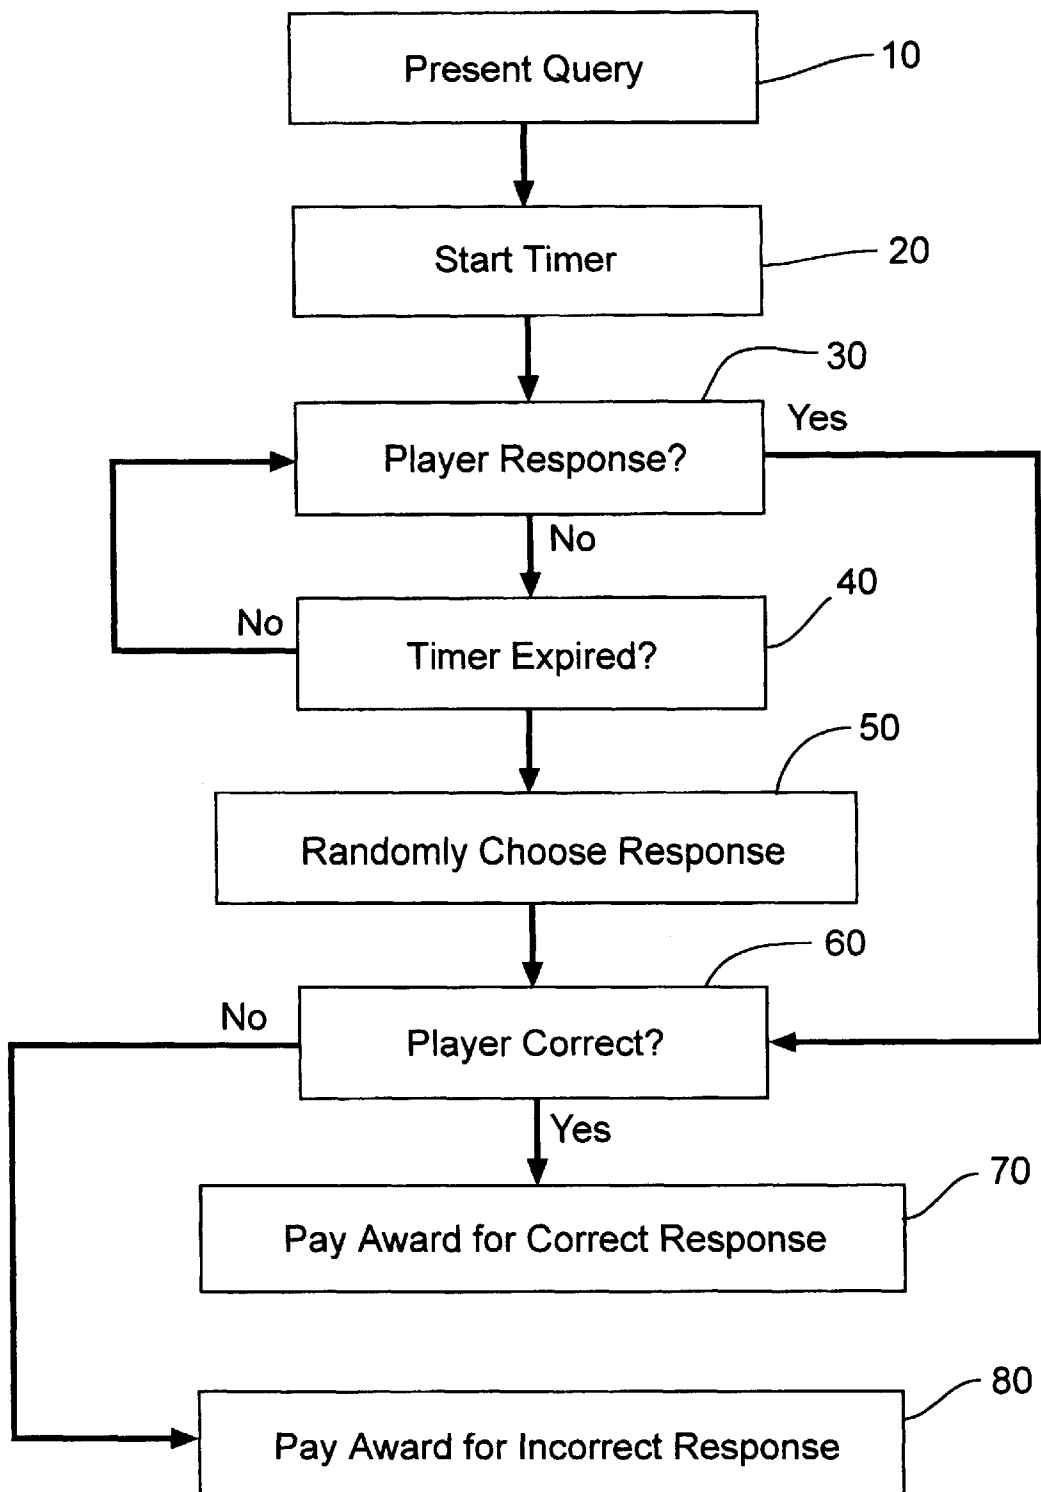 Present Query
10
Start Timer
20
30
Yes
Player Response?
No
40
No
Timer Expired?
50
Randomly Choose Response
60
No
Player Correct?
Yes
70
Pay Award for Correct Response
80
Pay Award for Incorrect Response